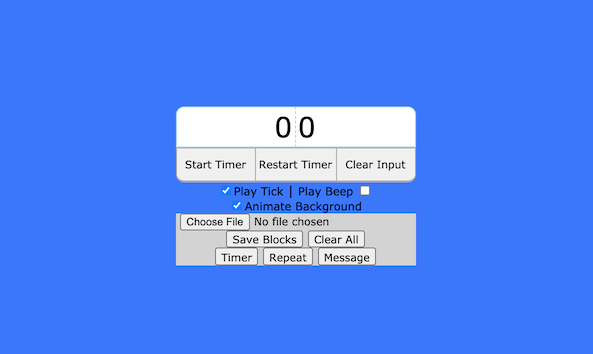 0 0
Start Timer Restart Timer Clear Input
Play Tick | Play Beep
Animate Background
Choose File No file chosen
Save Blocks Clear All
Timer Repeat Message